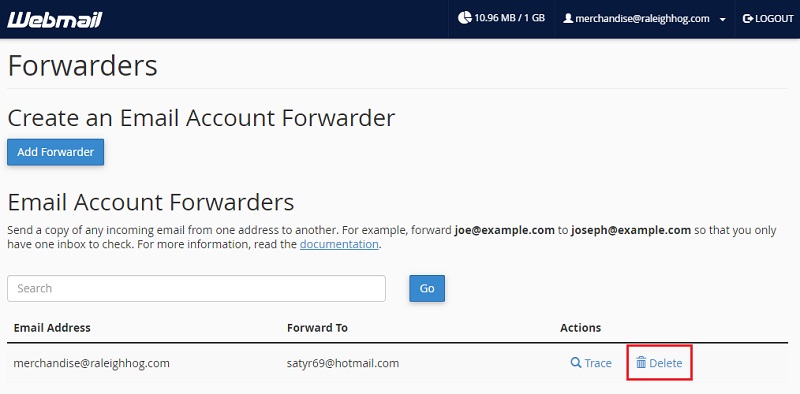 Webmail
10.96 MB / 1 GB
merchandise@raleighhog.com
LOGOUT
Forwarders
Create an Email Account Forwarder
Add Forwarder
Email Account Forwarders
Send a copy of any incoming email from one address to another. For example, forward joe@example.com to joseph@example.com so that you only
have one inbox to check. For more information, read the documentation.
Search
Go
Email Address Forward To Actions
merchandise@raleighhog.com satyr69@hotmail.com Trace Delete